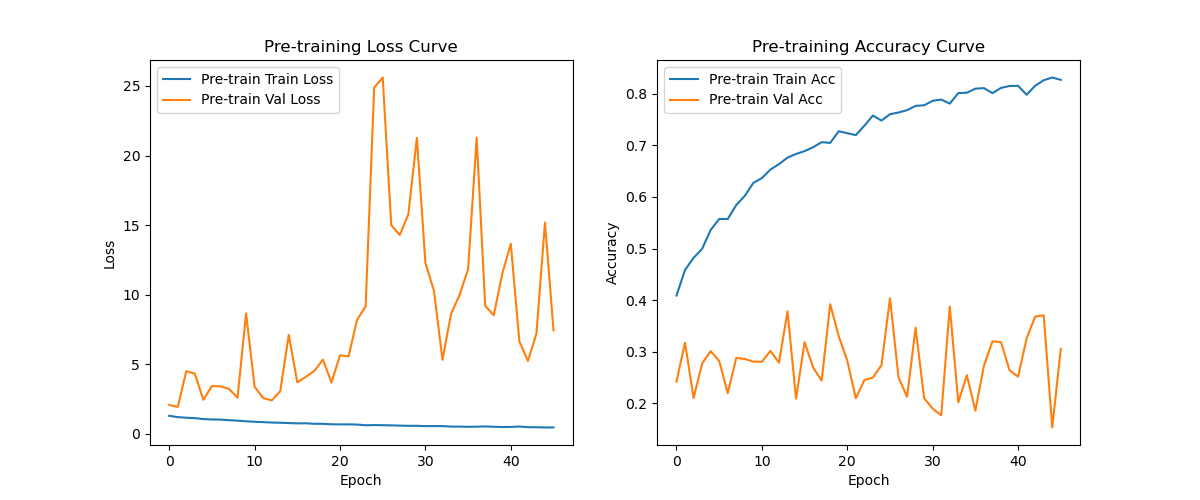 Pre-training Loss Curve
Pre-train Train Loss
Pre-train Val Loss
25
20
15
10
5
0
Loss
0 10 20 30 40
Epoch
Pre-training Accuracy Curve
Pre-train Train Acc
Pre-train Val Acc
0.8
0.7
0.6
0.5
0.4
0.3
0.2
Accuracy
0 10 20 30 40
Epoch